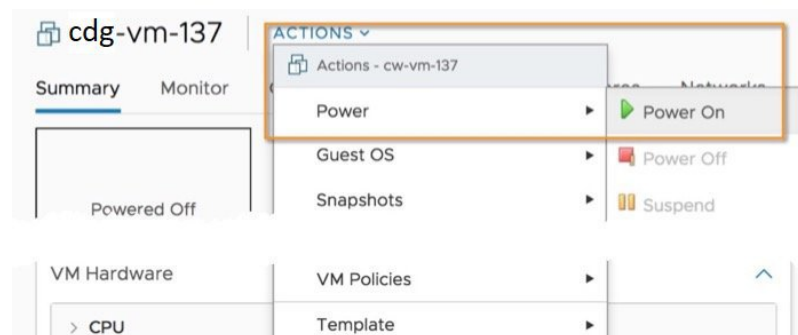 cdg-vm-137 ACTIONS
Actions - cw-vm-137
Summary Monitor Networks
Power Power On
Guest OS Power Off
Powered Off Snapshots Suspend
VM Hardware VM Policies
CPU Template